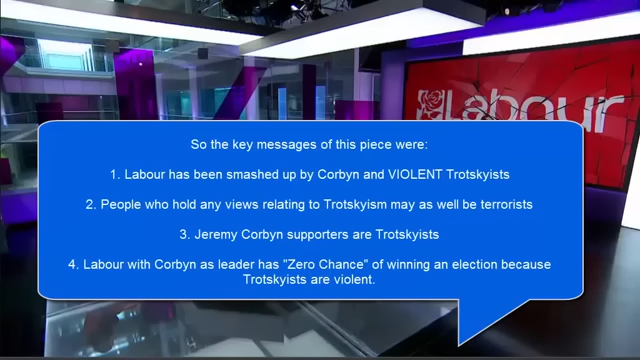 Labour
So the key messages of this piece were:
1. Labour has been smashed up by Corbyn and VIOLENT Trotskyists
2. People who hold any views relating to Trotskyism may as well be terrorists
3. Jeremy Corbyn supporters are Trotskyists
4. Labour with Corbyn as leader has "Zero Chance" of winning an election because
Trotskyists are violent.